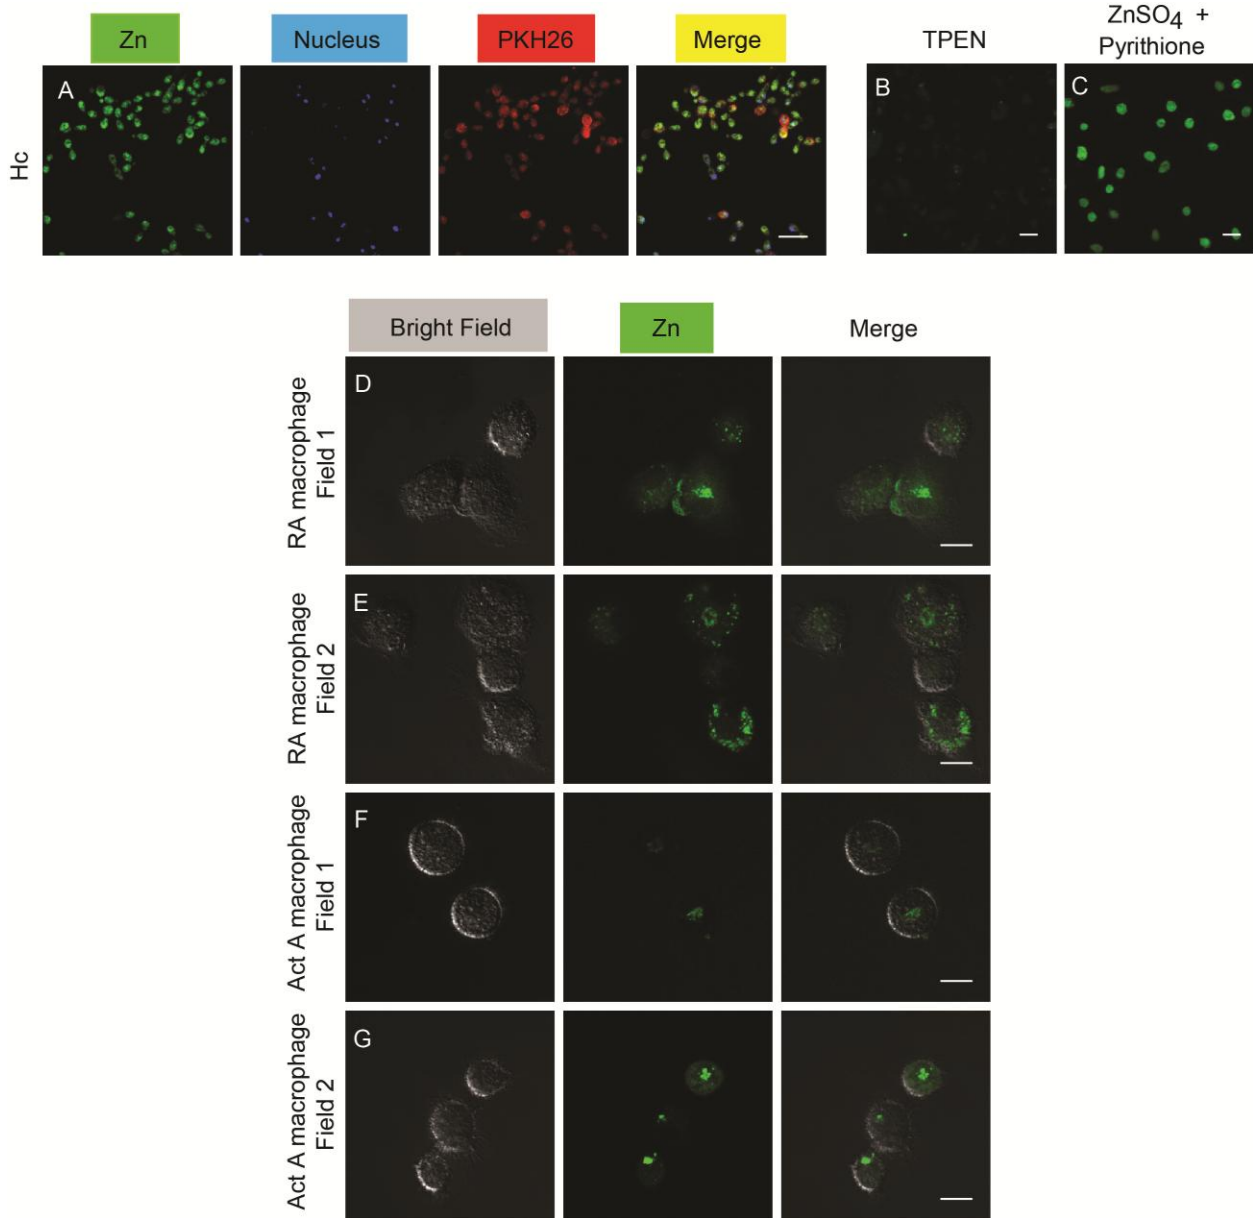 Zn
Nucleus
PKH26
Merge
TPEN
ZnSO4 +
Pyrithione
Hc
A
B
C
Bright Field
Zn
Merge
RA macrophage
Field 1
D
RA macrophage
Field 2
E
Act A macrophage
Field 1
F
Act A macrophage
Field 2
G